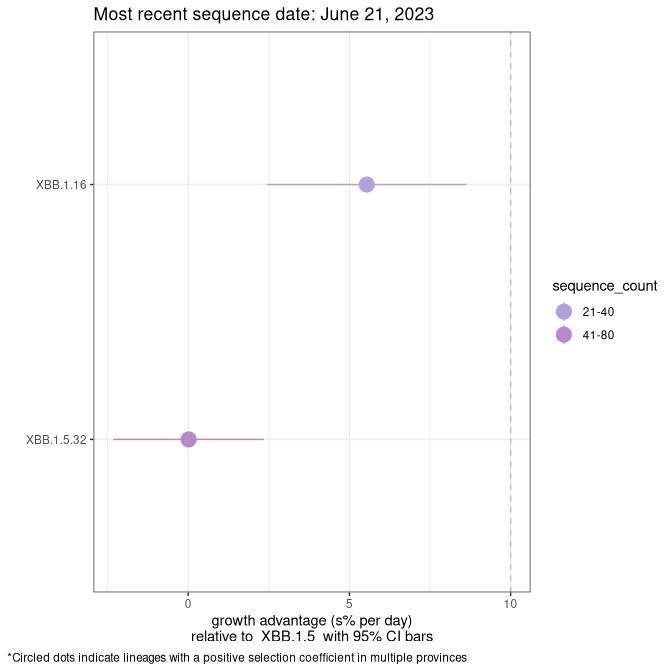 Most recent sequence date: June 21, 2023
XBB.1.16
XBB.1.5.32
0 5 10
growth advantage (s% per day)
relative to  XBB.1.5  with 95% CI bars
sequence_count
21-40
41-80
*Circled dots indicate lineages with a positive selection coefficient in multiple provinces